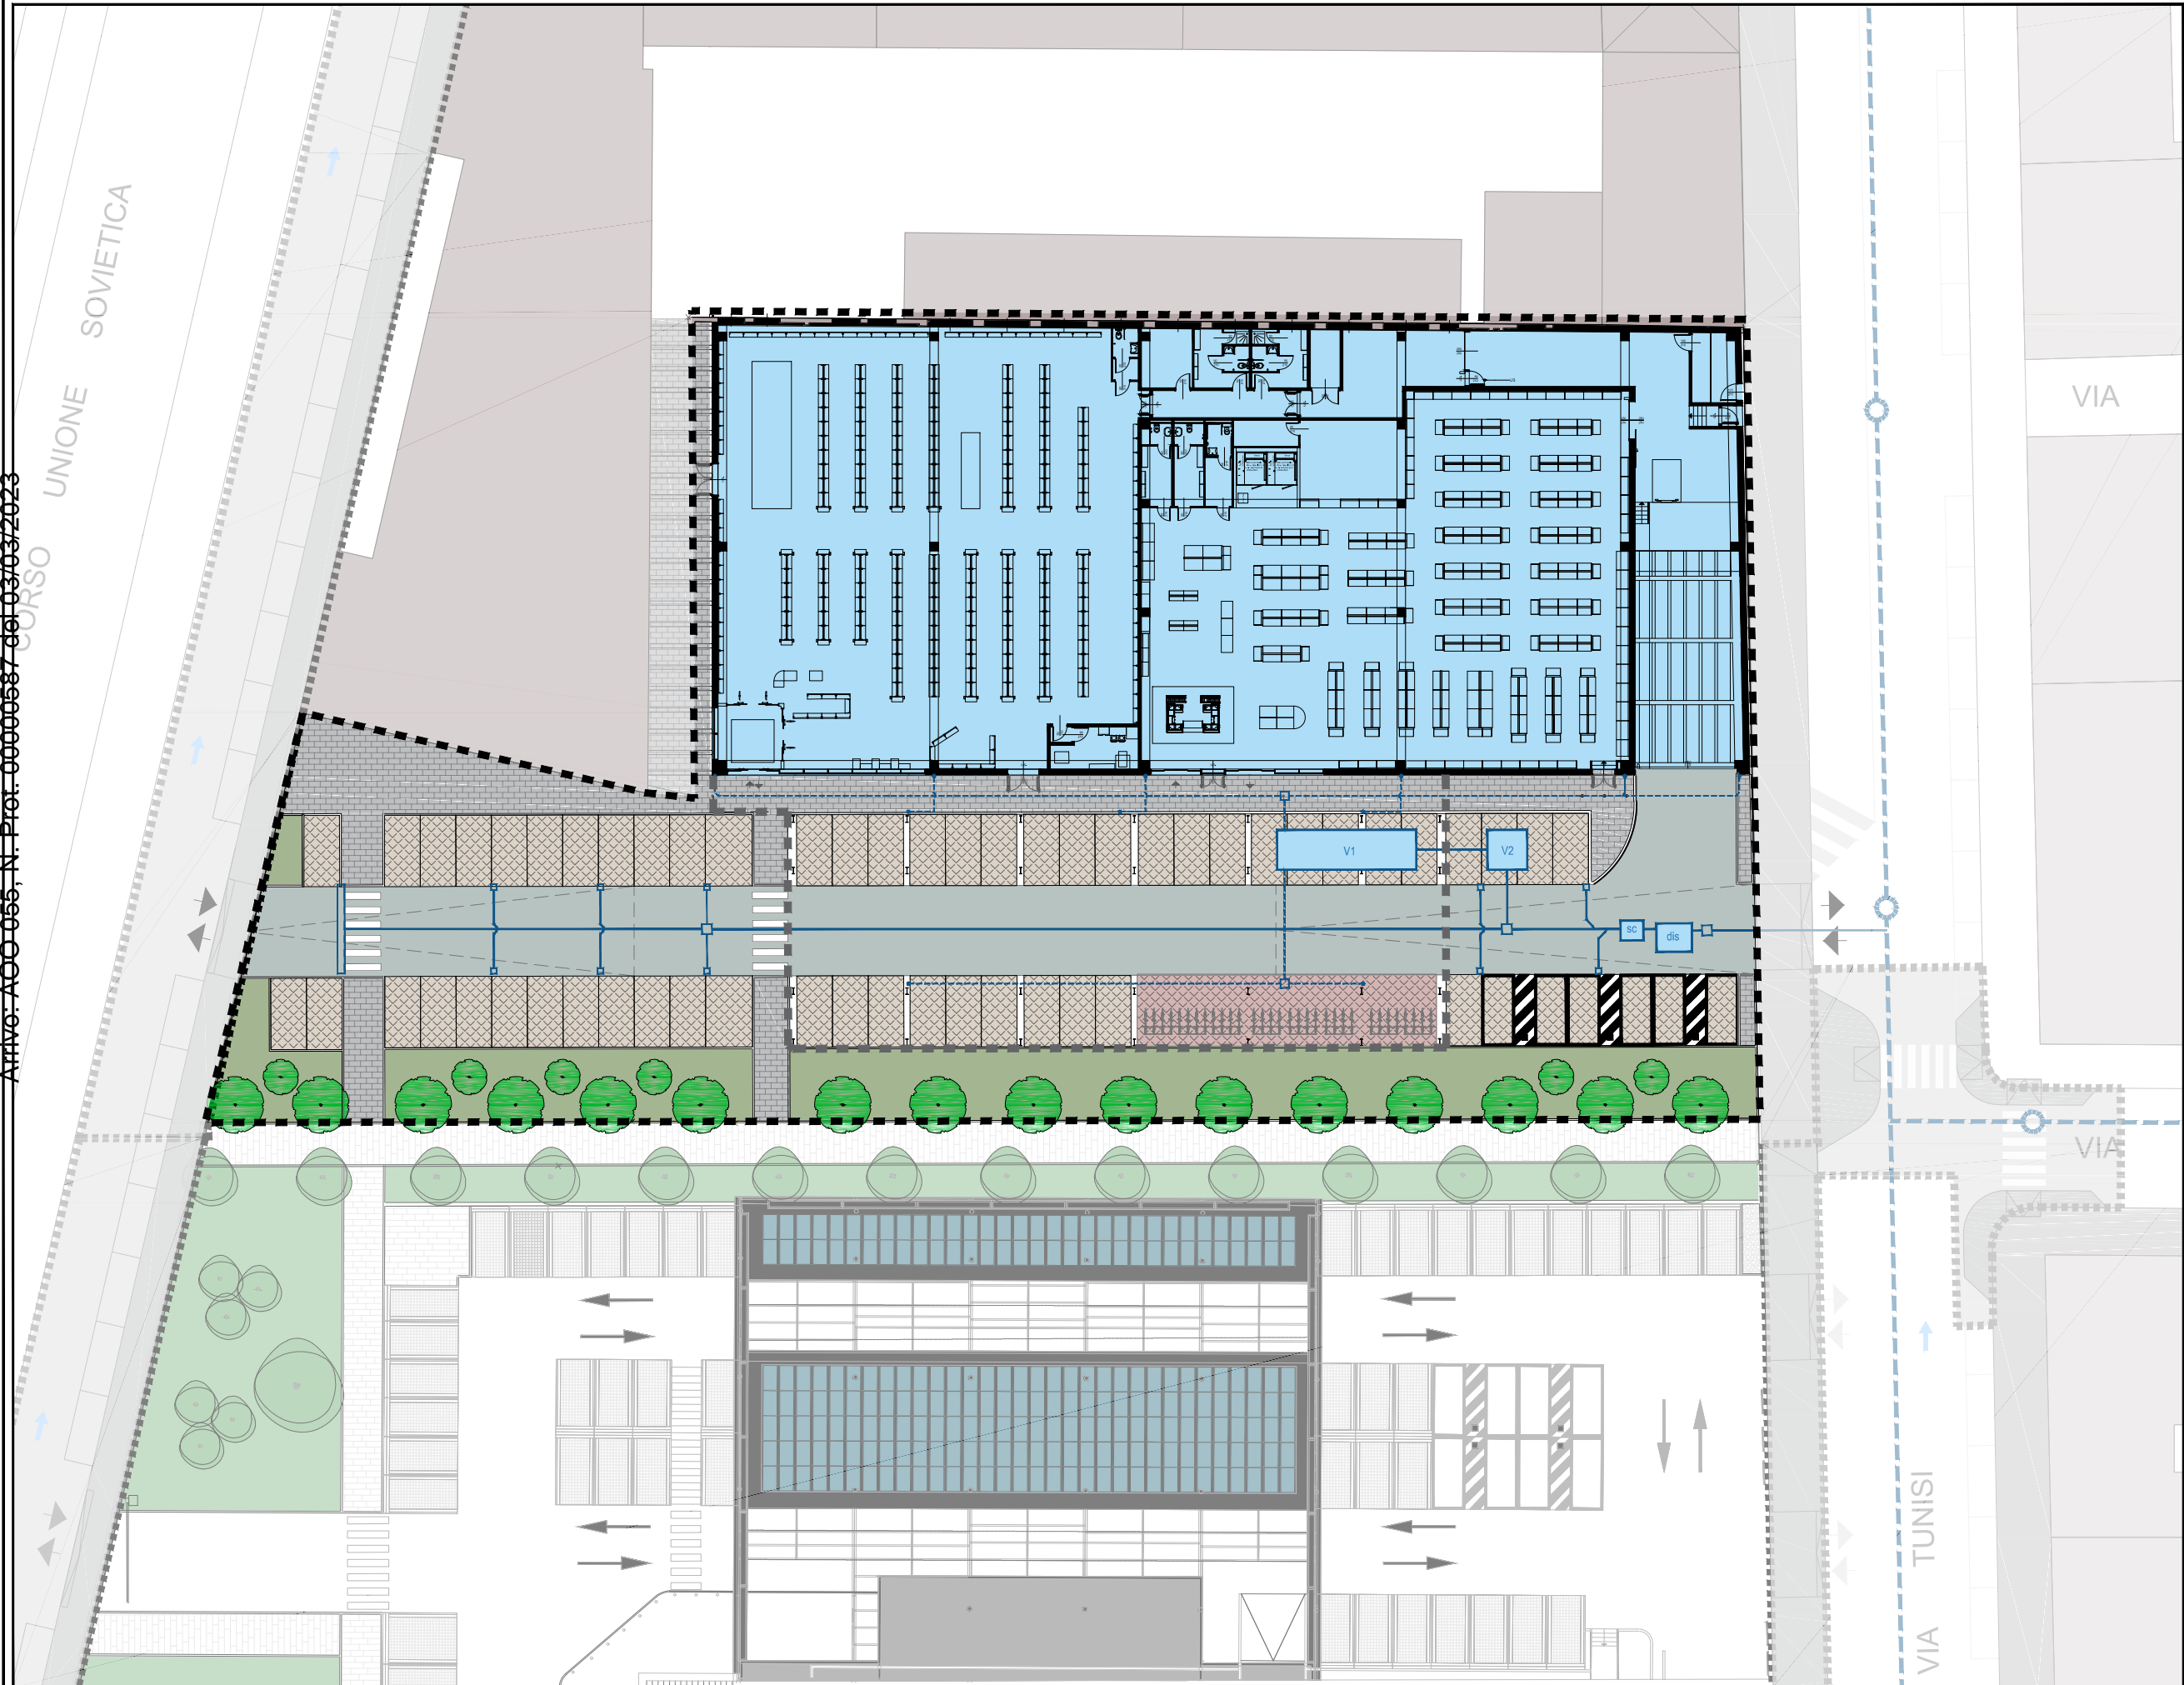 Arrivo: AOO 055, N. Prot. 00000587 del 03/03/2023
CORSO UNIONE SOVIETICA
VIA
V1
V2
sc
dis
VIA
VIA TUNISI